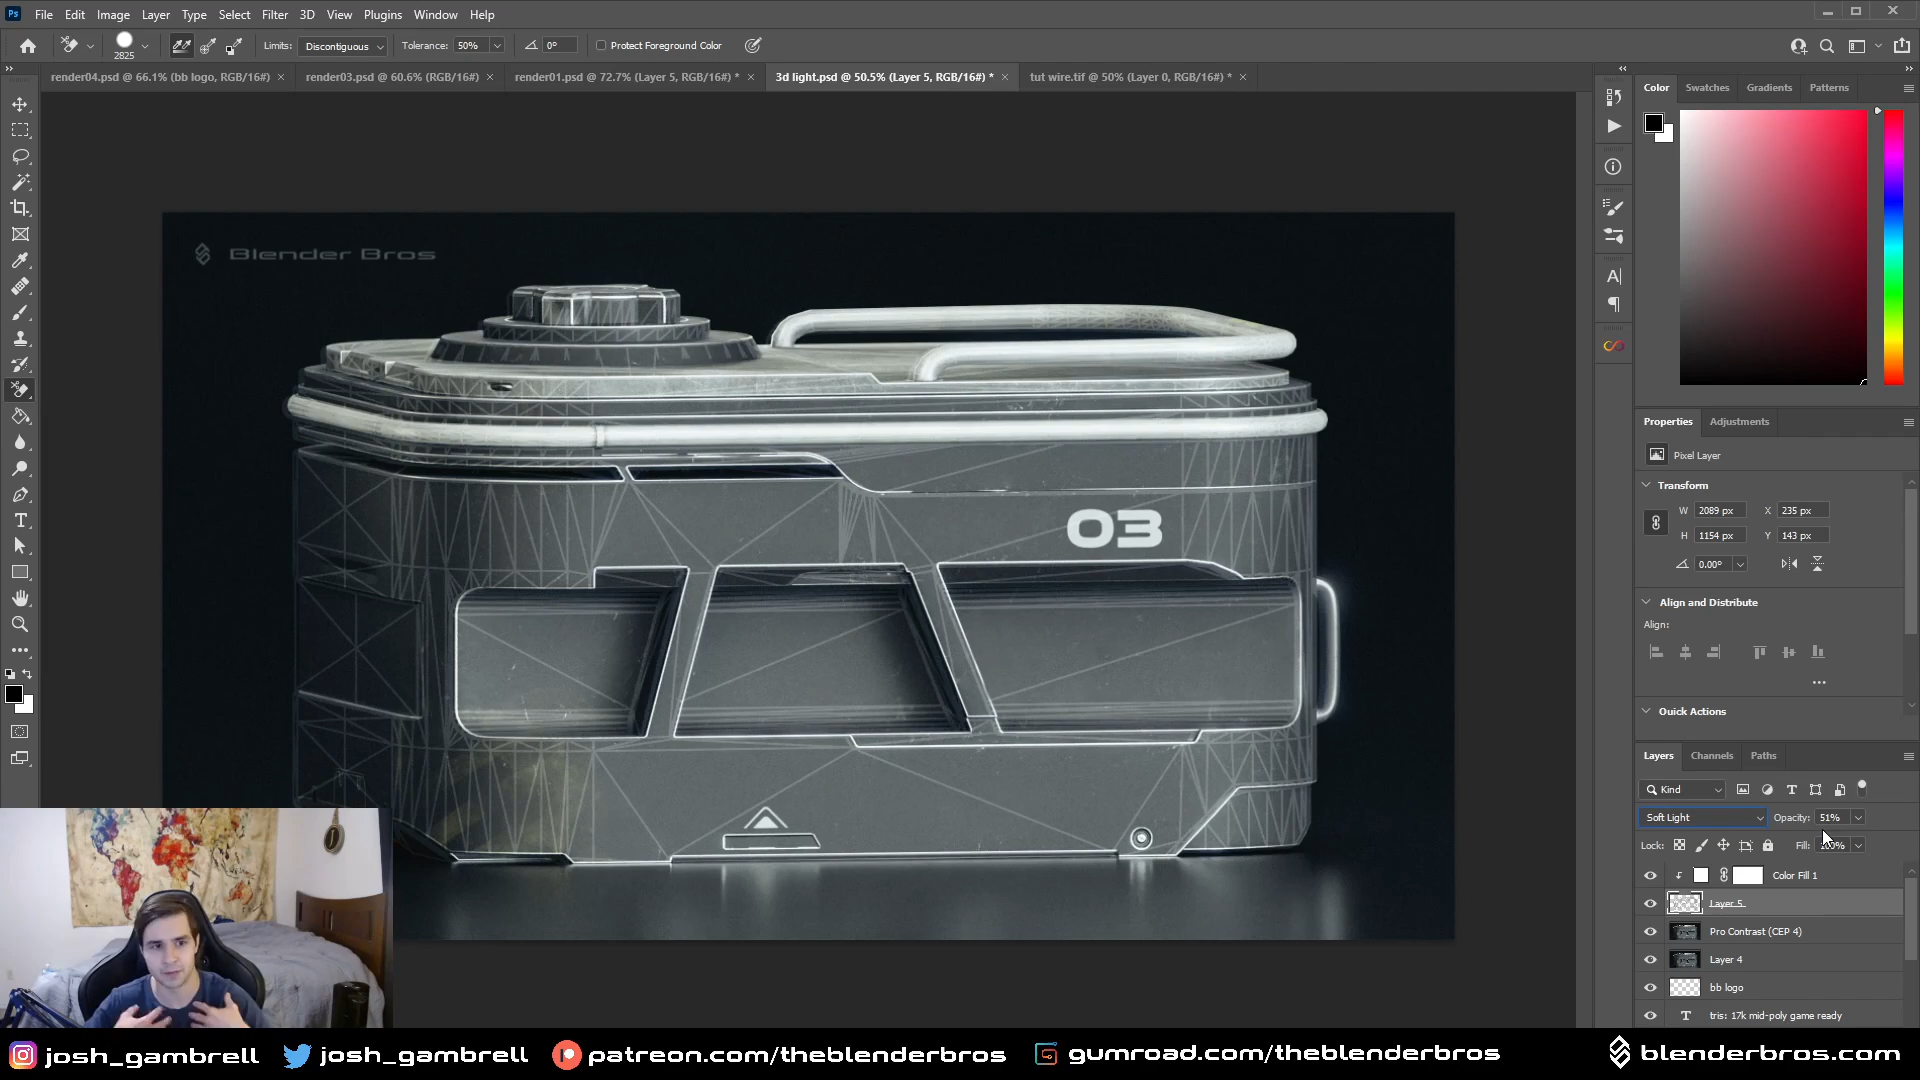 Ps File Edit Image Layer Type Select Filter 3D View Plugins Window Help
2825 Limits: Discontiguous Tolerance: 50% 0° Protect Foreground Color
render04.psd @ 66.1% (bb logo, RGB/16#) render03.psd @ 60.6% (RGB/16#) render01.psd @ 72.7% (Layer 5, RGB/16#) * 3d light.psd @ 50.5% (Layer 5, RGB/16#) * tut wire.tif @ 50% (Layer 0, RGB/16#) *
Color Swatches Gradients Patterns
Blender Bros
03
Properties Adjustments
Pixel Layer
Transform
W 2089 px X 235 px
H 1154 px Y 143 px
0.00°
Align and Distribute
Align:
Quick Actions
Layers Channels Paths
Kind
Soft Light Opacity: 51%
Lock: Fill: 100%
Color Fill 1
Layer 5
Pro Contrast (CEP 4)
Layer 4
bb logo
tris: 17k mid-poly game ready
josh_gambrell josh_gambrell patreon.com/theblenderbros gumroad.com/theblenderbros blenderbros.com